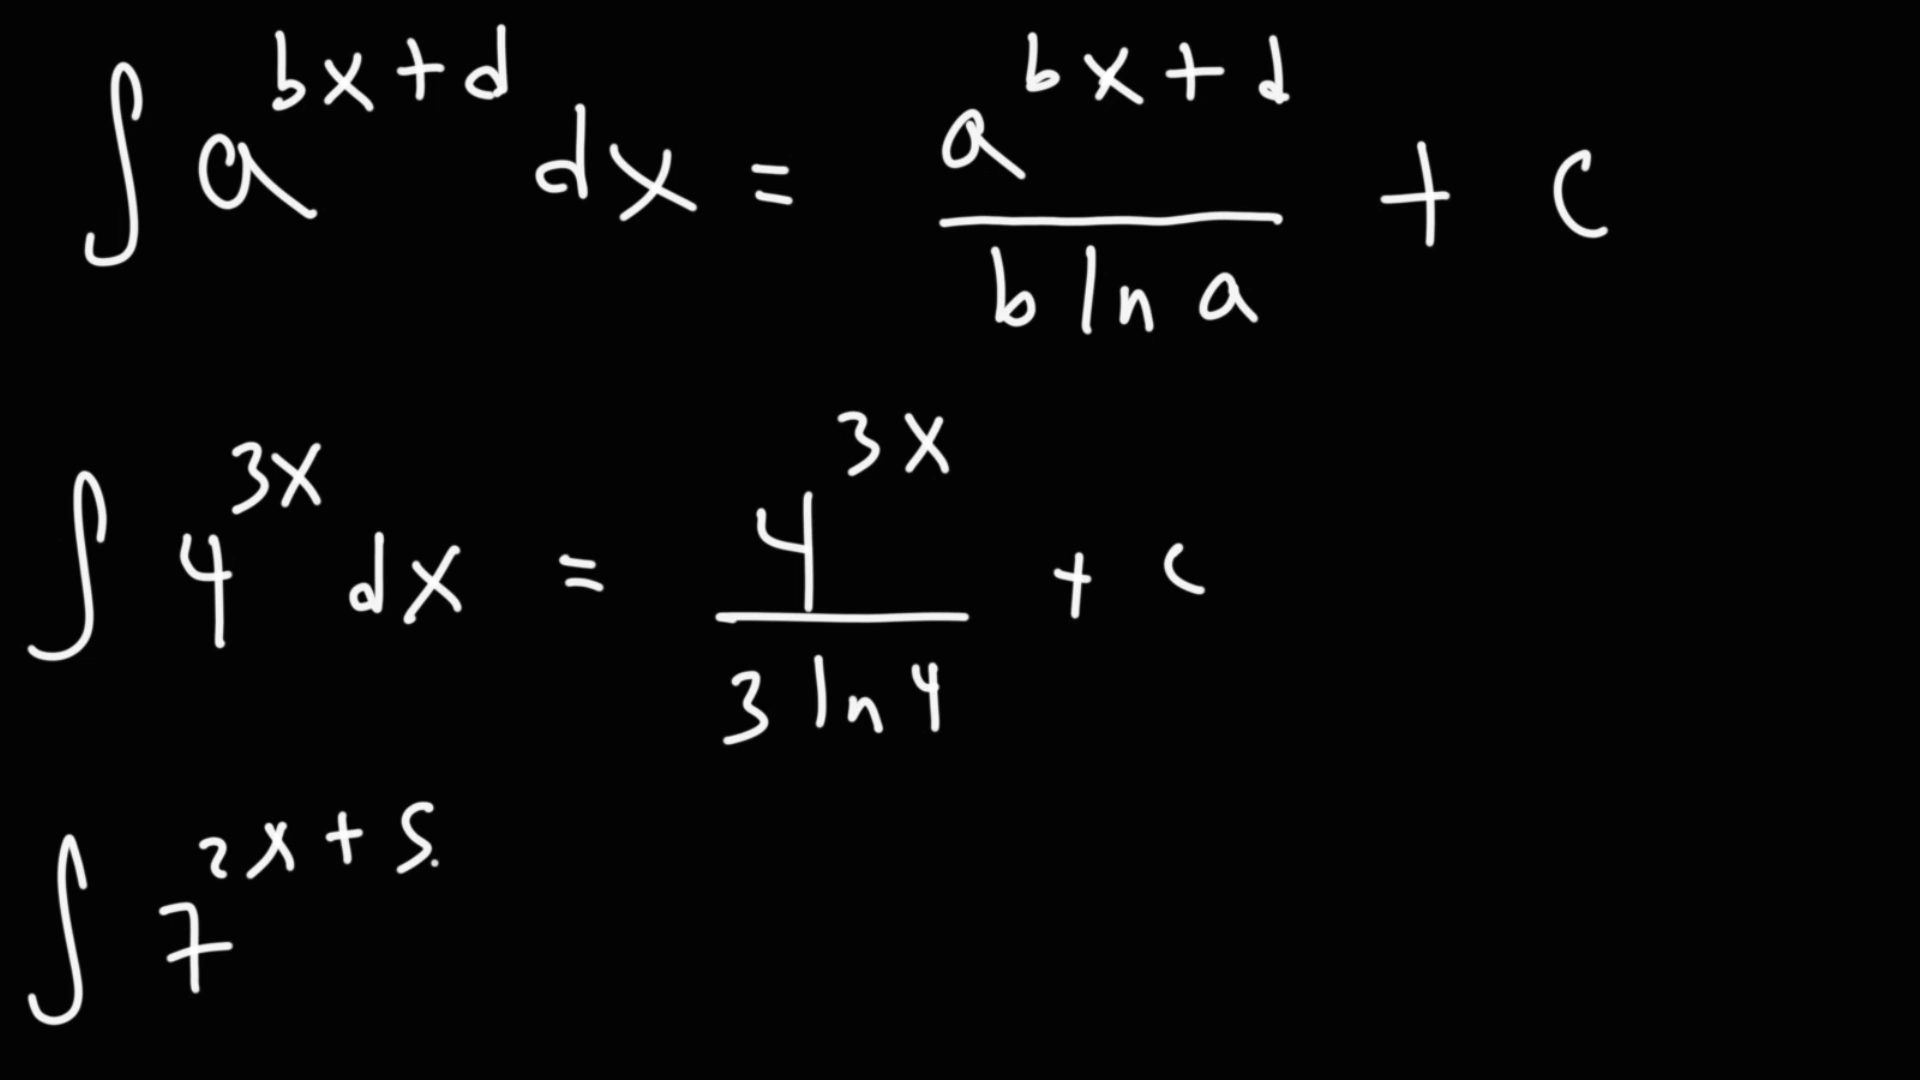 ∫ a^(bx+d) dx = a^(bx+d) / (b ln a) + c
∫ 4^(3x) dx = 4^(3x) / (3 ln 4) + c
∫ 7^(2x+5)